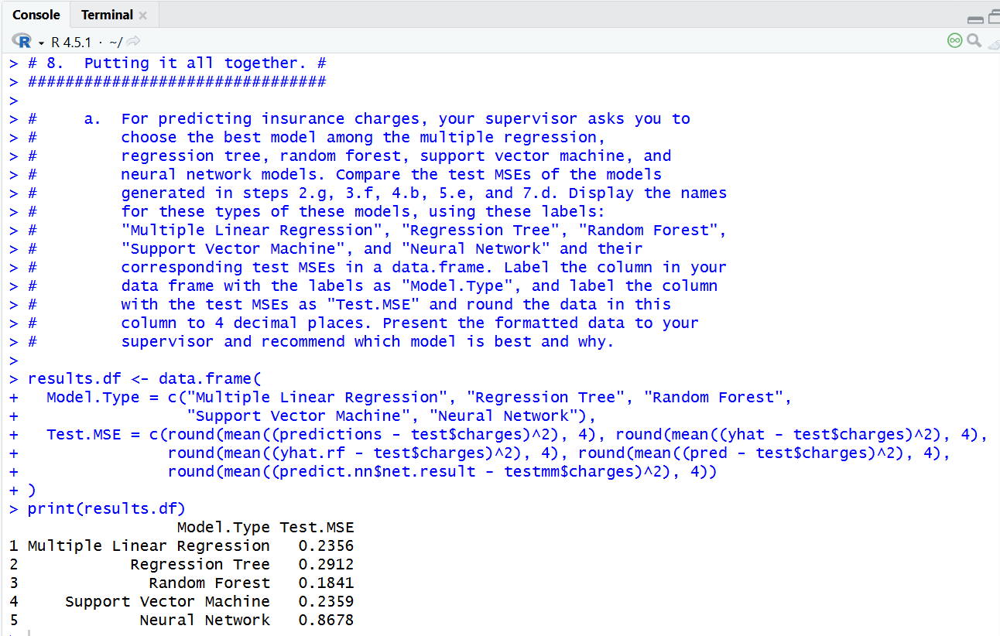 Console Terminal
R R 4.5.1 · ~/
> # 8.  Putting it all together. #
> ################################
>
> #     a.  For predicting insurance charges, your supervisor asks you to
> #         choose the best model among the multiple regression,
> #         regression tree, random forest, support vector machine, and
> #         neural network models. Compare the test MSEs of the models
> #         generated in steps 2.g, 3.f, 4.b, 5.e, and 7.d. Display the names
> #         for these types of these models, using these labels:
> #         "Multiple Linear Regression", "Regression Tree", "Random Forest",
> #         "Support Vector Machine", and "Neural Network" and their
> #         corresponding test MSEs in a data.frame. Label the column in your
> #         data frame with the labels as "Model.Type", and label the column
> #         with the test MSEs as "Test.MSE" and round the data in this
> #         column to 4 decimal places. Present the formatted data to your
> #         supervisor and recommend which model is best and why.
>
> results.df <- data.frame(
+   Model.Type = c("Multiple Linear Regression", "Regression Tree", "Random Forest",
+                  "Support Vector Machine", "Neural Network"),
+   Test.MSE = c(round(mean((predictions - test$charges)^2), 4), round(mean((yhat - test$charges)^2), 4),
+                round(mean((yhat.rf - test$charges)^2), 4), round(mean((pred - test$charges)^2), 4),
+                round(mean((predict.nn$net.result - testmm$charges)^2), 4))
+ )
> print(results.df)
                  Model.Type Test.MSE
1 Multiple Linear Regression   0.2356
2            Regression Tree   0.2912
3              Random Forest   0.1841
4     Support Vector Machine   0.2359
5             Neural Network   0.8678